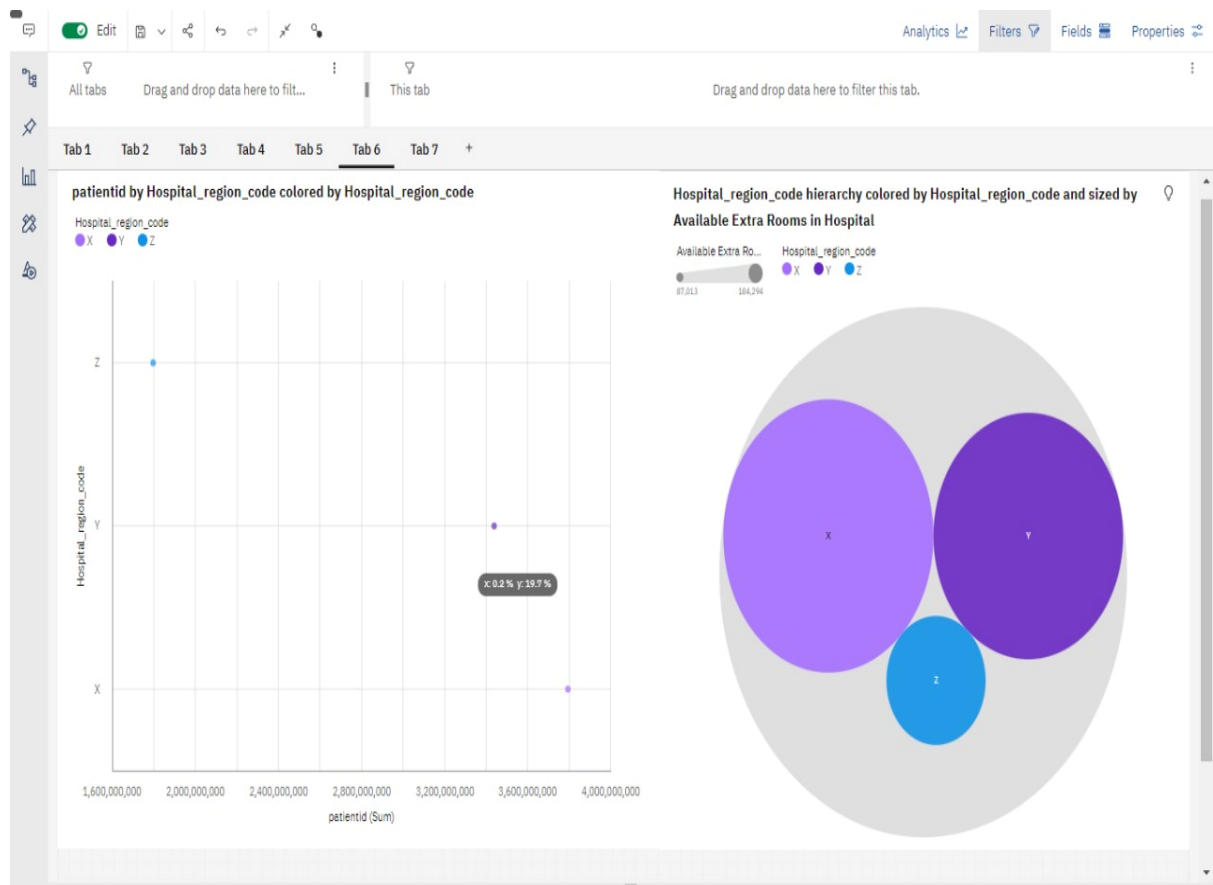 Edit
Analytics Filters Fields Properties
All tabs Drag and drop data here to filt... This tab Drag and drop data here to filter this tab.
Tab 1 Tab 2 Tab 3 Tab 4 Tab 5 Tab 6 Tab 7 +
patientid by Hospital_region_code colored by Hospital_region_code
Hospital_region_code
X Y Z
Z
Y
X
Hospital_region_code
x: 0.2 % y: 19.7 %
1,600,000,000 2,000,000,000 2,400,000,000 2,800,000,000 3,200,000,000 3,600,000,000 4,000,000,000
patientid (Sum)
Hospital_region_code hierarchy colored by Hospital_region_code and sized by
Available Extra Rooms in Hospital
Available Extra Ro... Hospital_region_code
X Y Z
87,013 184,294
X
Y
Z